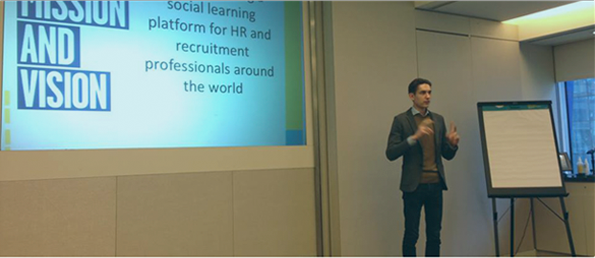 MISSION
AND
VISION
social learning
platform for HR and
recruitment
professionals around
the world